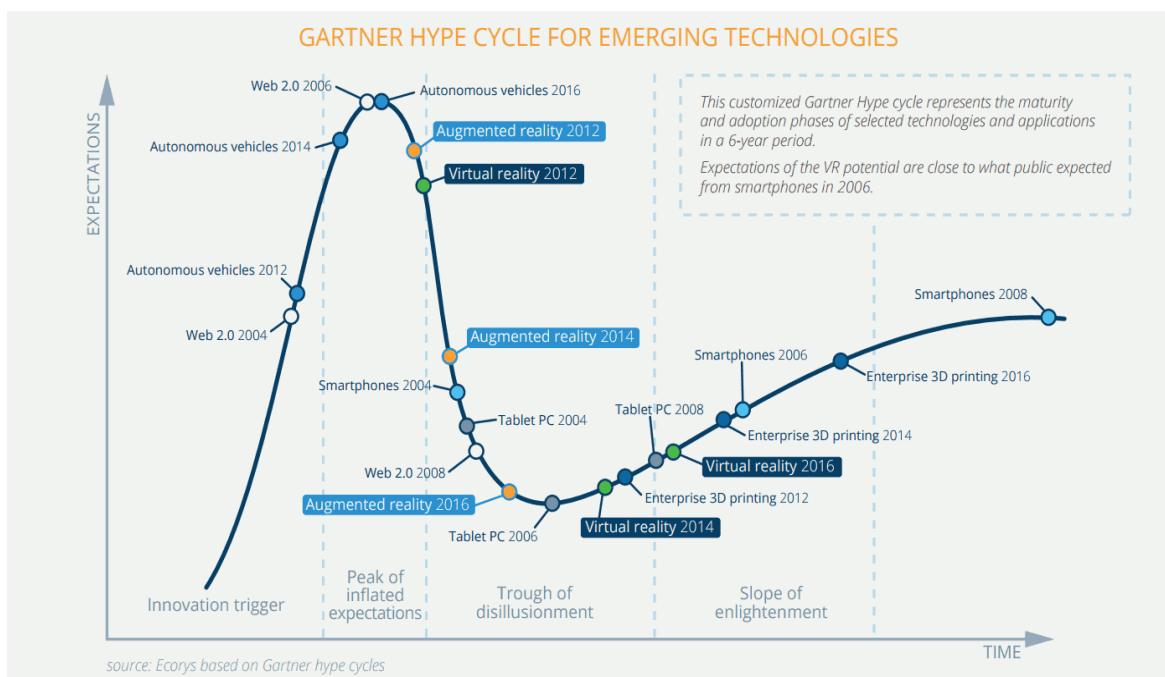 GARTNER HYPE CYCLE FOR EMERGING TECHNOLOGIES
EXPECTATIONS
Web 2.0 2006
Autonomous vehicles 2016
Autonomous vehicles 2014
Augmented reality 2012
Virtual reality 2012
This customized Gartner Hype cycle represents the maturity
and adoption phases of selected technologies and applications
in a 6-year period.
Expectations of the VR potential are close to what public expected
from smartphones in 2006.
Autonomous vehicles 2012
Web 2.0 2004
Augmented reality 2014
Smartphones 2004
Tablet PC 2004
Web 2.0 2008
Augmented reality 2016
Tablet PC 2006
Virtual reality 2014
Enterprise 3D printing 2012
Tablet PC 2008
Virtual reality 2016
Enterprise 3D printing 2014
Smartphones 2006
Enterprise 3D printing 2016
Smartphones 2008
Innovation trigger
Peak of
inflated
expectations
Trough of
disillusionment
Slope of
enlightenment
TIME
source: Ecorys based on Gartner hype cycles